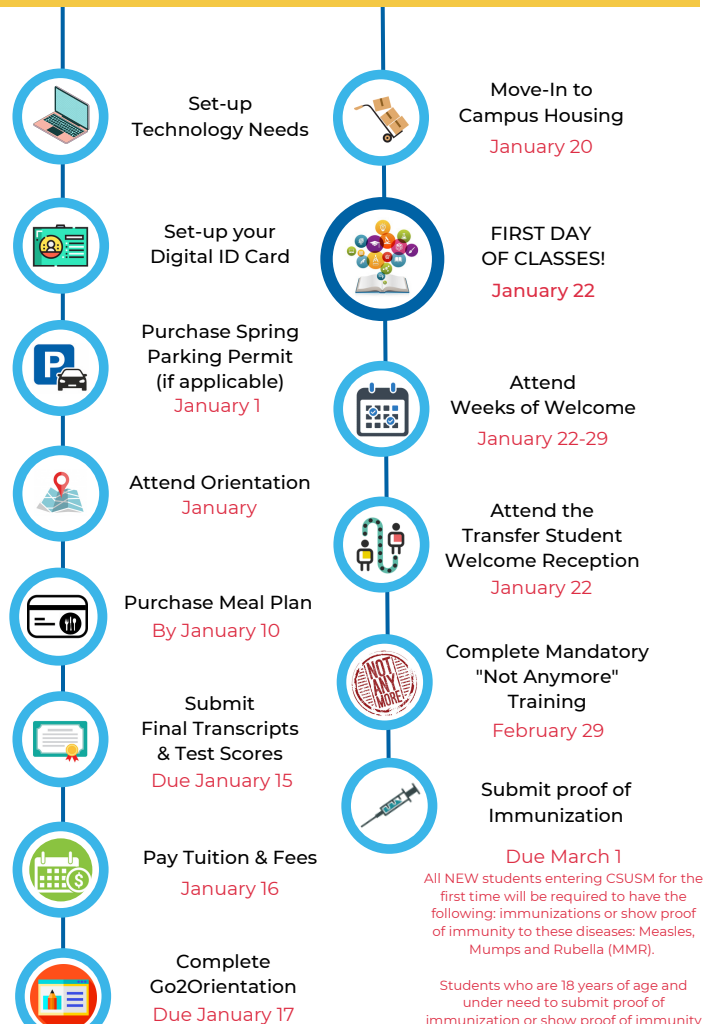 Set-up
Technology Needs
Set-up your
Digital ID Card
P
Purchase Spring
Parking Permit
(if applicable)
January 1
Attend Orientation
January
Purchase Meal Plan
By January 10
Submit
Final Transcripts
& Test Scores
Due January 15
$
Pay Tuition & Fees
January 16
Complete
Go2Orientation
Due January 17
Move-In to
Campus Housing
January 20
FIRST DAY
OF CLASSES!
January 22
Attend
Weeks of Welcome
January 22-29
Attend the
Transfer Student
Welcome Reception
January 22
NOT
ANY
MORE
Complete Mandatory
"Not Anymore"
Training
February 29
Submit proof of
Immunization
Due March 1
All NEW students entering CSUSM for the
first time will be required to have the
following: immunizations or show proof
of immunity to these diseases: Measles,
Mumps and Rubella (MMR).
Students who are 18 years of age and
under need to submit proof of
immunization or show proof of immunity